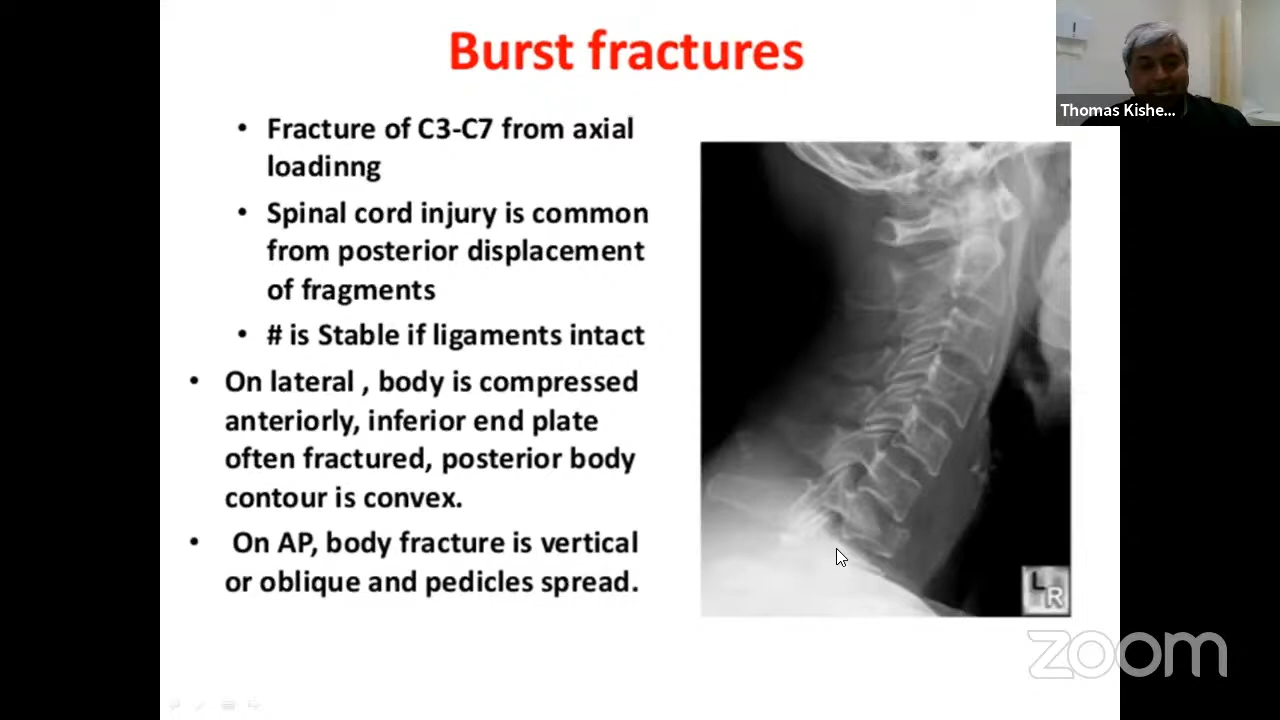 Burst fractures
Thomas Kishe...
• Fracture of C3-C7 from axial
loadinng
• Spinal cord injury is common
from posterior displacement
of fragments
• # is Stable if ligaments intact
• On lateral , body is compressed
anteriorly, inferior end plate
often fractured, posterior body
contour is convex.
• On AP, body fracture is vertical
or oblique and pedicles spread.
L
R
zoom